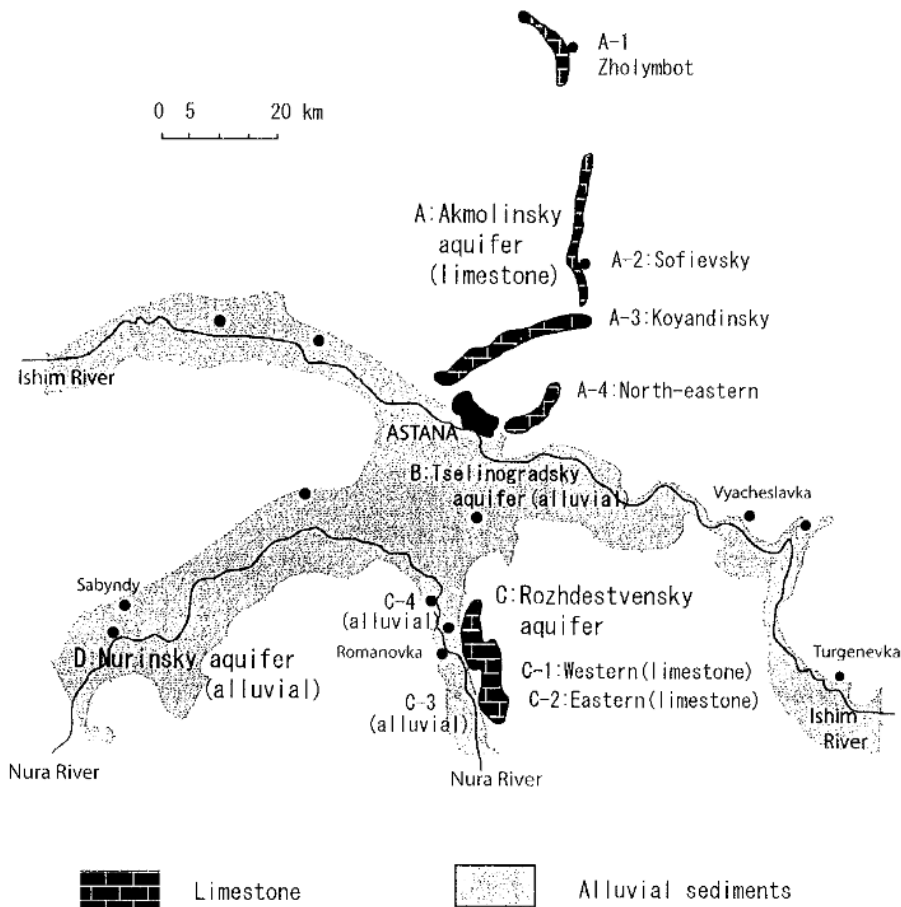 A-1
Zholymbot
0 5 20 km
A:Akmolinsky
aquifer
(limestone)
A-2:Sofievsky
A-3:Koyandinsky
Ishim River
A-4:North-eastern
ASTANA
B:Tselinogradsky
aquifer(alluvial)
Vyacheslavka
Sabyndy
C-4
(alluvial)
C:Rozhdestvensky
aquifer
D:Nurinsky aquifer
(alluvial)
Romanovka
C-1:Western(limestone)
C-2:Eastern(limestone)
Turgenevka
C-3
(alluvial)
Ishim
River
Nura River
Nura River
Limestone
Alluvial sediments